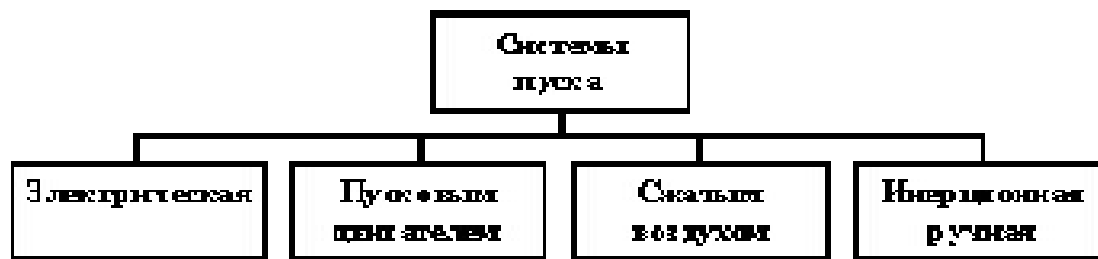 Системы
пуска
Электрическая
Пусковым
двигателем
Сжатым
воздухом
Инерционная
ручная